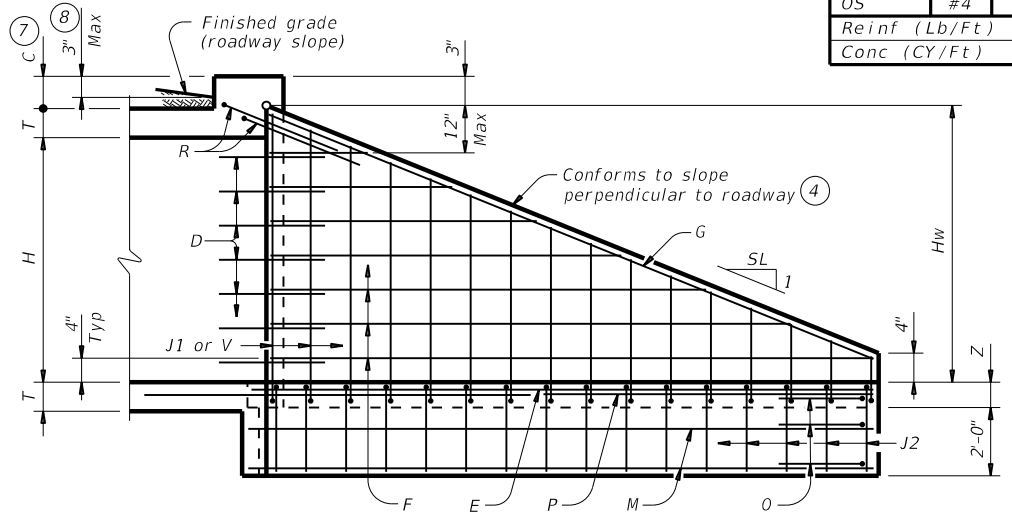 OS #4
Reinf (Lb/Ft)
Conc (CY/Ft)
7
8
C
3" Max
Finished grade
(roadway slope)
3"
T
12" Max
R
Conforms to slope
perpendicular to roadway 4
D
G
H
Hw
SL
1
4" Typ
J1 or V
4"
Z
T
J2
2'-0"
F
E
P
M
O